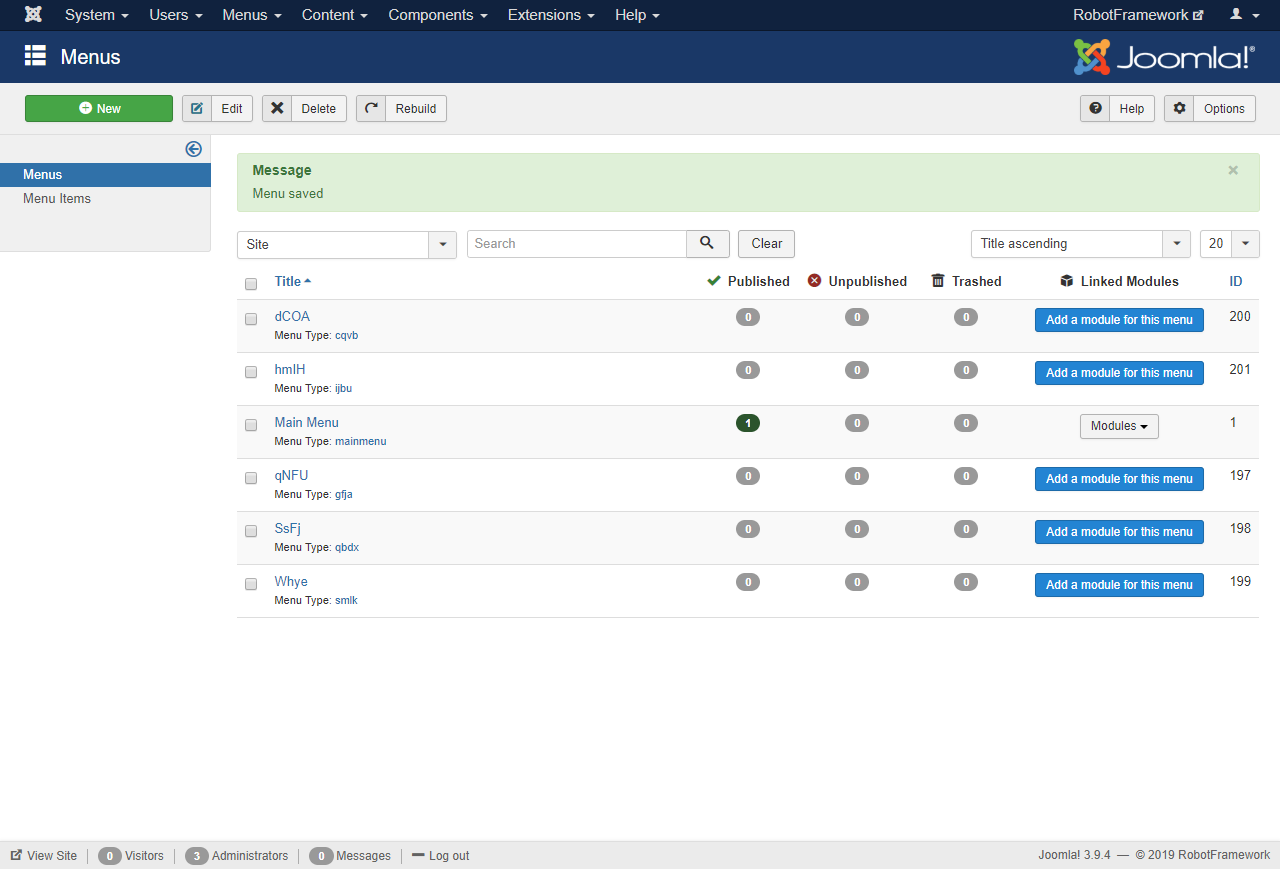 System Users Menus Content Components Extensions Help RobotFramework
Menus Joomla!®
New Edit Delete Rebuild Help Options
Menus
Menu Items
Message
Menu saved
×
Site Search Clear Title ascending 20
Title Published Unpublished Trashed Linked Modules ID
dCOA 0 0 0 Add a module for this menu 200
Menu Type: cqvb
hmIH 0 0 0 Add a module for this menu 201
Menu Type: ijbu
Main Menu 1 0 0 Modules 1
Menu Type: mainmenu
qNFU 0 0 0 Add a module for this menu 197
Menu Type: gfja
SsFj 0 0 0 Add a module for this menu 198
Menu Type: qbdx
Whye 0 0 0 Add a module for this menu 199
Menu Type: smlk
View Site 0 Visitors 3 Administrators 0 Messages Log out Joomla! 3.9.4 — © 2019 RobotFramework